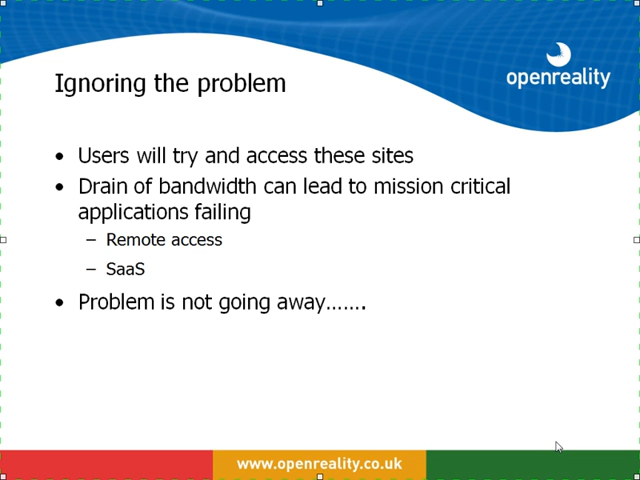 openreality
Ignoring the problem
• Users will try and access these sites
• Drain of bandwidth can lead to mission critical
applications failing
– Remote access
– SaaS
• Problem is not going away…….
www.openreality.co.uk